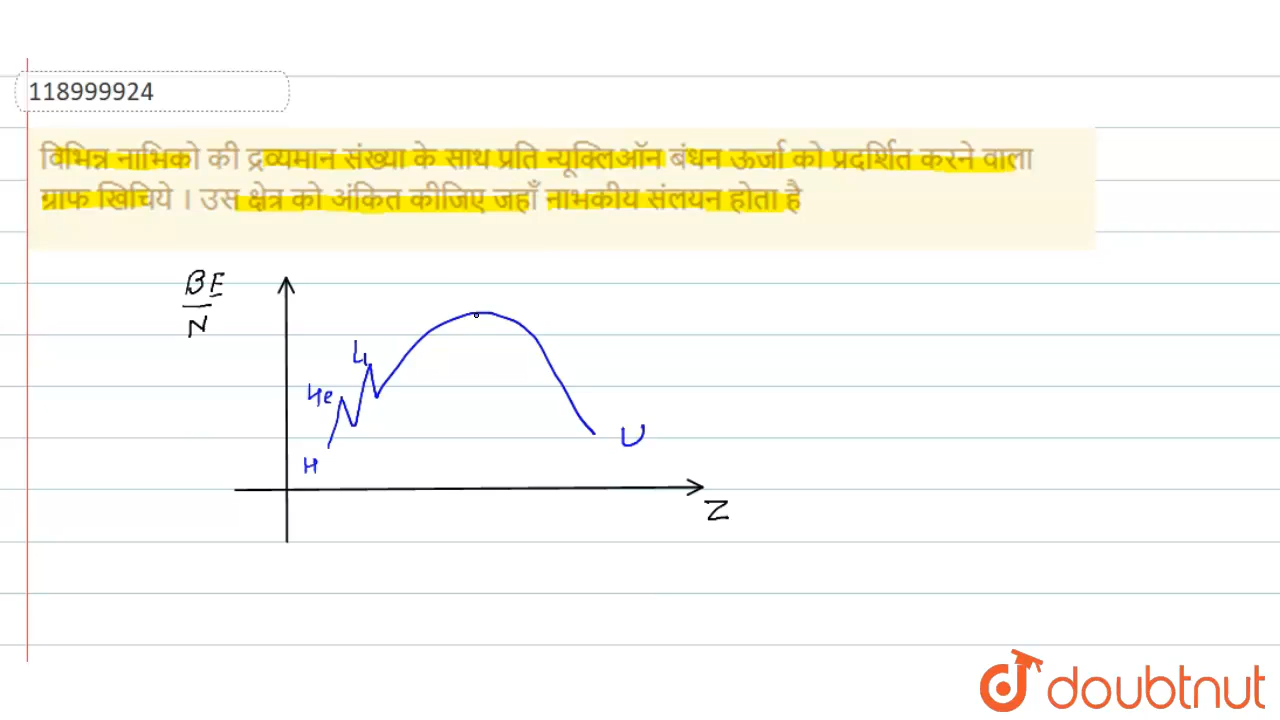 118999924
विभिन्न नाभिको की द्रव्यमान संख्या के साथ प्रति न्यूक्लिऑन बंधन ऊर्जा को प्रदर्शित करने वाला
ग्राफ खिचिये । उस क्षेत्र को अंकित कीजिए जहाँ नाभकीय संलयन होता है
BE
N
Li
He
H
U
Z
doubtnut